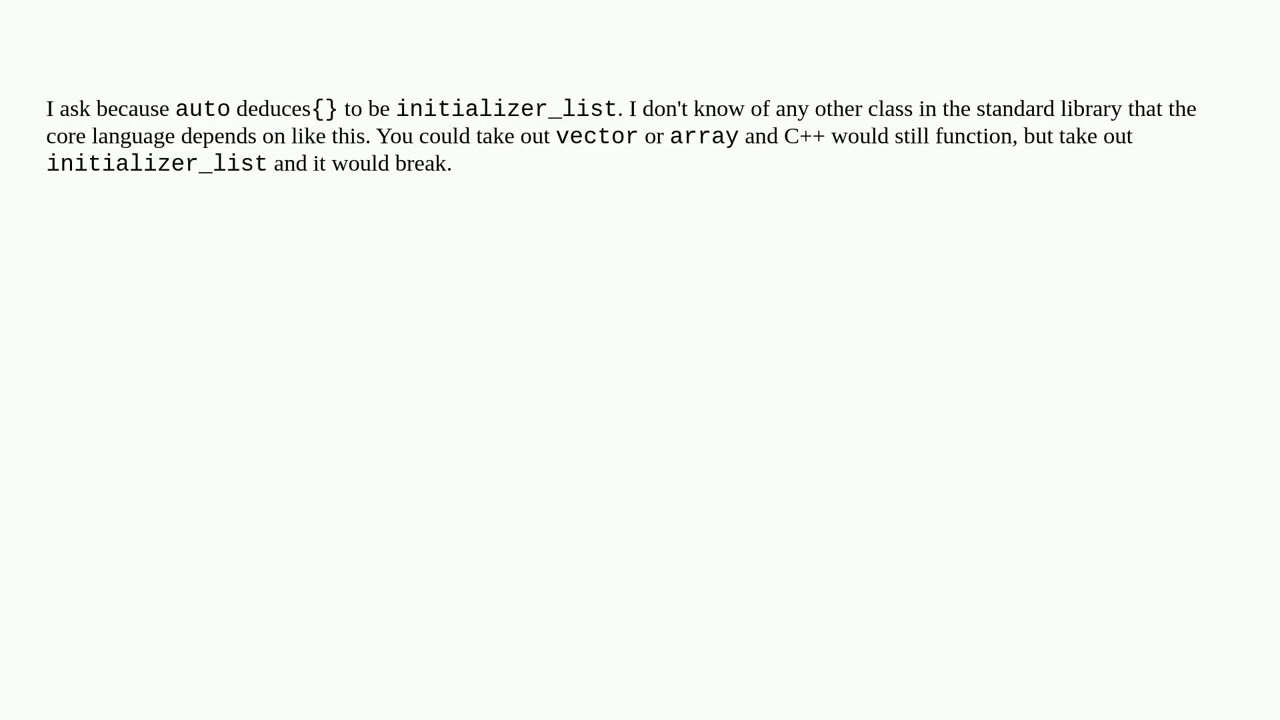 I ask because auto deduces{} to be initializer_list. I don't know of any other class in the standard library that the
core language depends on like this. You could take out vector or array and C++ would still function, but take out
initializer_list and it would break.